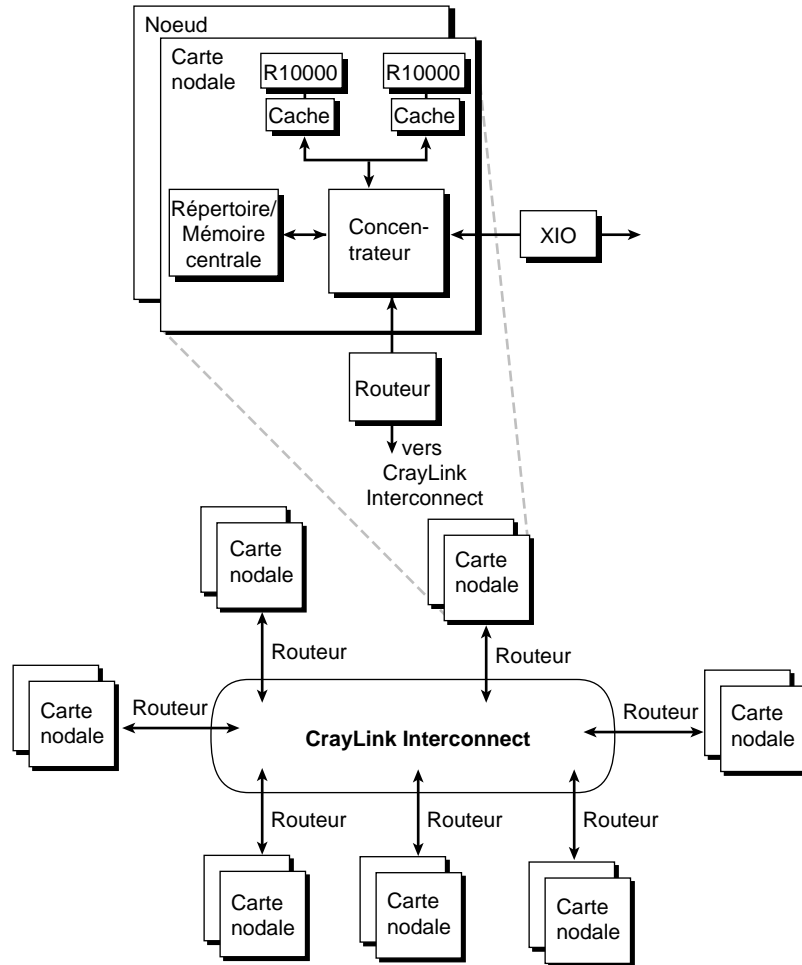 Noeud
Carte
nodale
R10000
R10000
Cache
Cache
Répertoire/
Mémoire
centrale
Concen-
trateur
XIO
Routeur
vers
CrayLink
Interconnect
Carte
nodale
Carte
nodale
Routeur
Routeur
Carte
nodale
Routeur
CrayLink Interconnect
Routeur
Carte
nodale
Routeur
Routeur
Routeur
Carte
nodale
Carte
nodale
Carte
nodale